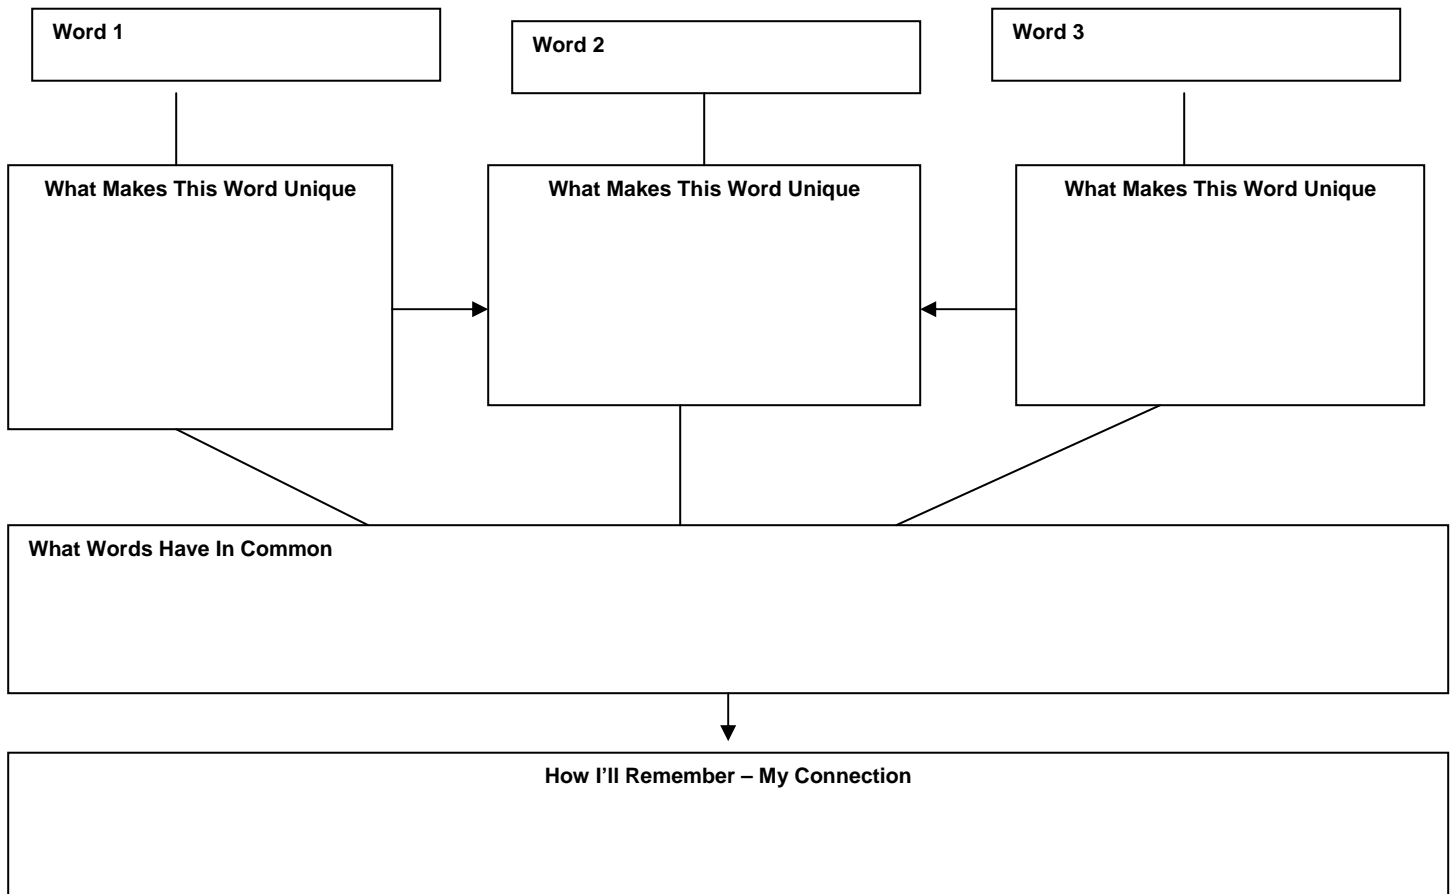 Word 1
Word 2
Word 3
What Makes This Word Unique
What Makes This Word Unique
What Makes This Word Unique
What Words Have In Common
How I’ll Remember – My Connection